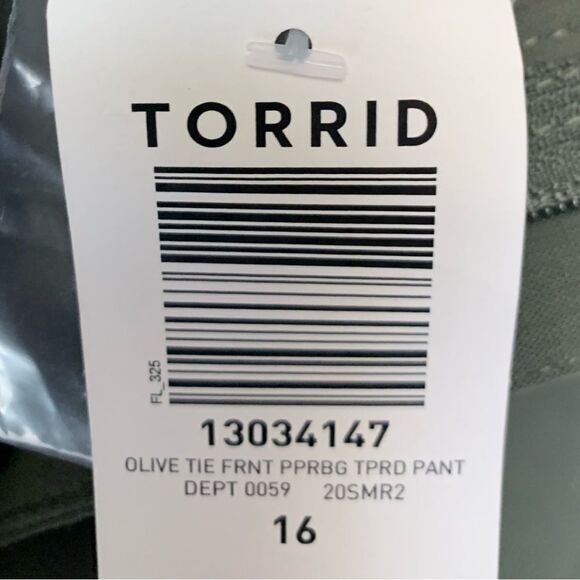 TORRID
FL_325
13034147
OLIVE TIE FRNT PPRBG TPRD PANT
DEPT 0059 20SMR2
16